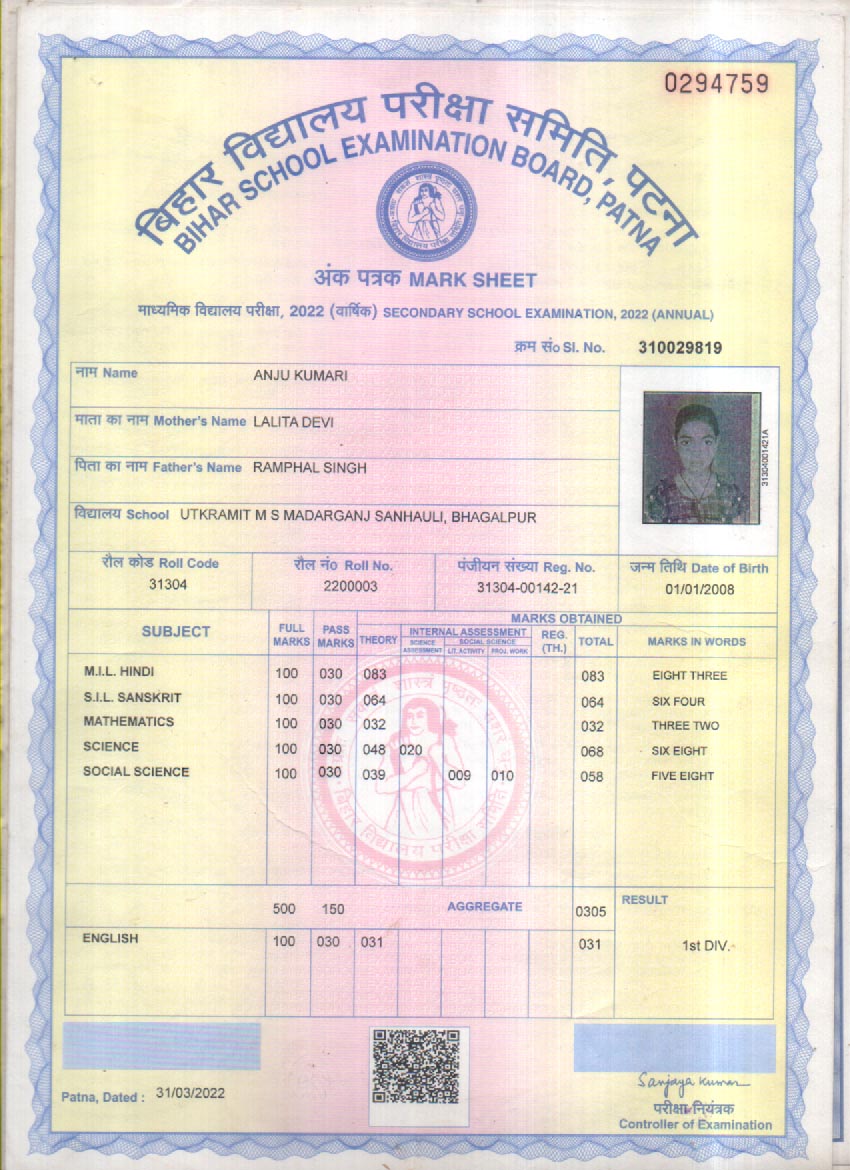 0294759
बिहार विद्यालय परीक्षा समिति, पटना
BIHAR SCHOOL EXAMINATION BOARD, PATNA
अंक पत्रक MARK SHEET
माध्यमिक विद्यालय परीक्षा, 2022 (वार्षिक) SECONDARY SCHOOL EXAMINATION, 2022 (ANNUAL)
क्रम सं० Sl. No. 310029819
नाम Name ANJU KUMARI
माता का नाम Mother's Name LALITA DEVI
पिता का नाम Father's Name RAMPHAL SINGH
विद्यालय School UTKRAMIT M S MADARGANJ SANHAULI, BHAGALPUR
313040001421A
रौल कोड Roll Code रौल नं० Roll No. पंजीयन संख्या Reg. No. जन्म तिथि Date of Birth
31304 2200003 31304-00142-21 01/01/2008
MARKS OBTAINED
SUBJECT FULL MARKS PASS MARKS THEORY INTERNAL ASSESSMENT REG. (TH.) TOTAL MARKS IN WORDS
SCIENCE ASSESSMENT SOCIAL SCIENCE LIT. ACTIVITY PROJ. WORK
M.I.L. HINDI 100 030 083 083 EIGHT THREE
S.I.L. SANSKRIT 100 030 064 064 SIX FOUR
MATHEMATICS 100 030 032 032 THREE TWO
SCIENCE 100 030 048 020 068 SIX EIGHT
SOCIAL SCIENCE 100 030 039 009 010 058 FIVE EIGHT
बिहार विद्यालय परीक्षा समिति
500 150 AGGREGATE 0305 RESULT
ENGLISH 100 030 031 031 1st DIV.
Patna, Dated : 31/03/2022
Sanjaya Kumar
परीक्षा नियंत्रक
Controller of Examination